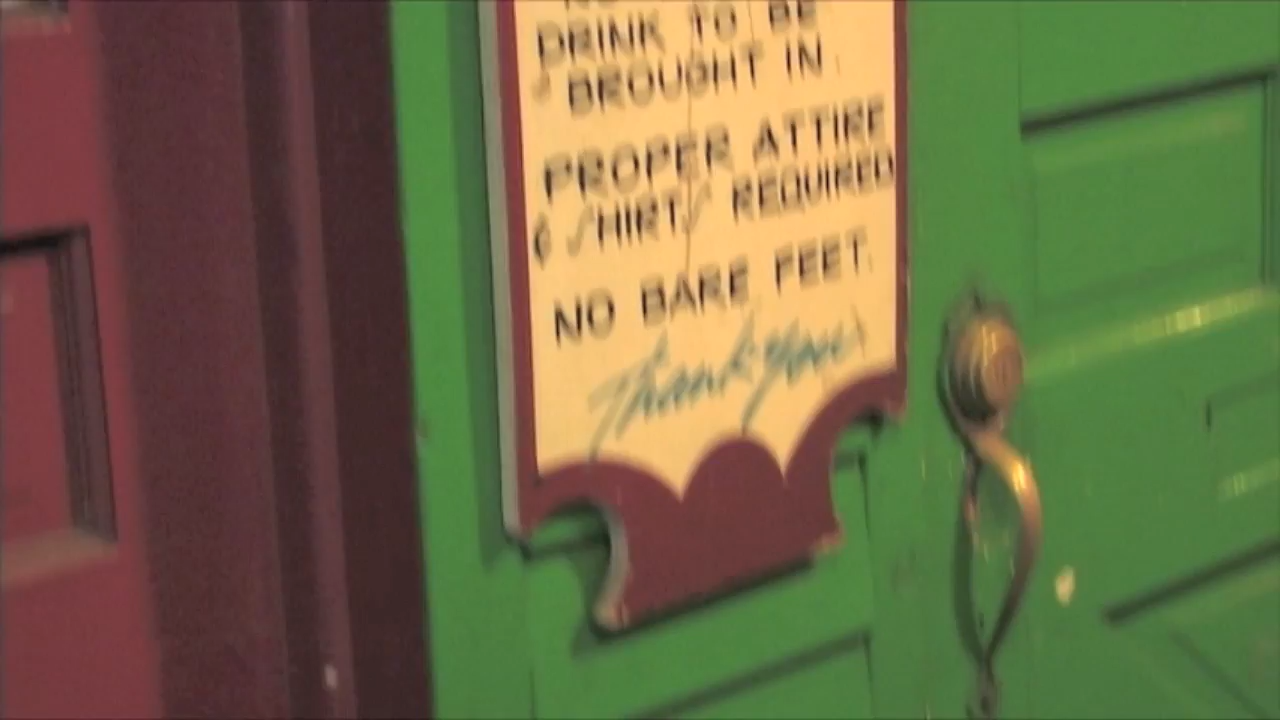 DRINK TO BE
BROUGHT IN.
PROPER ATTIRE
& SHIRTS REQUIRED
NO BARE FEET.
Thank You